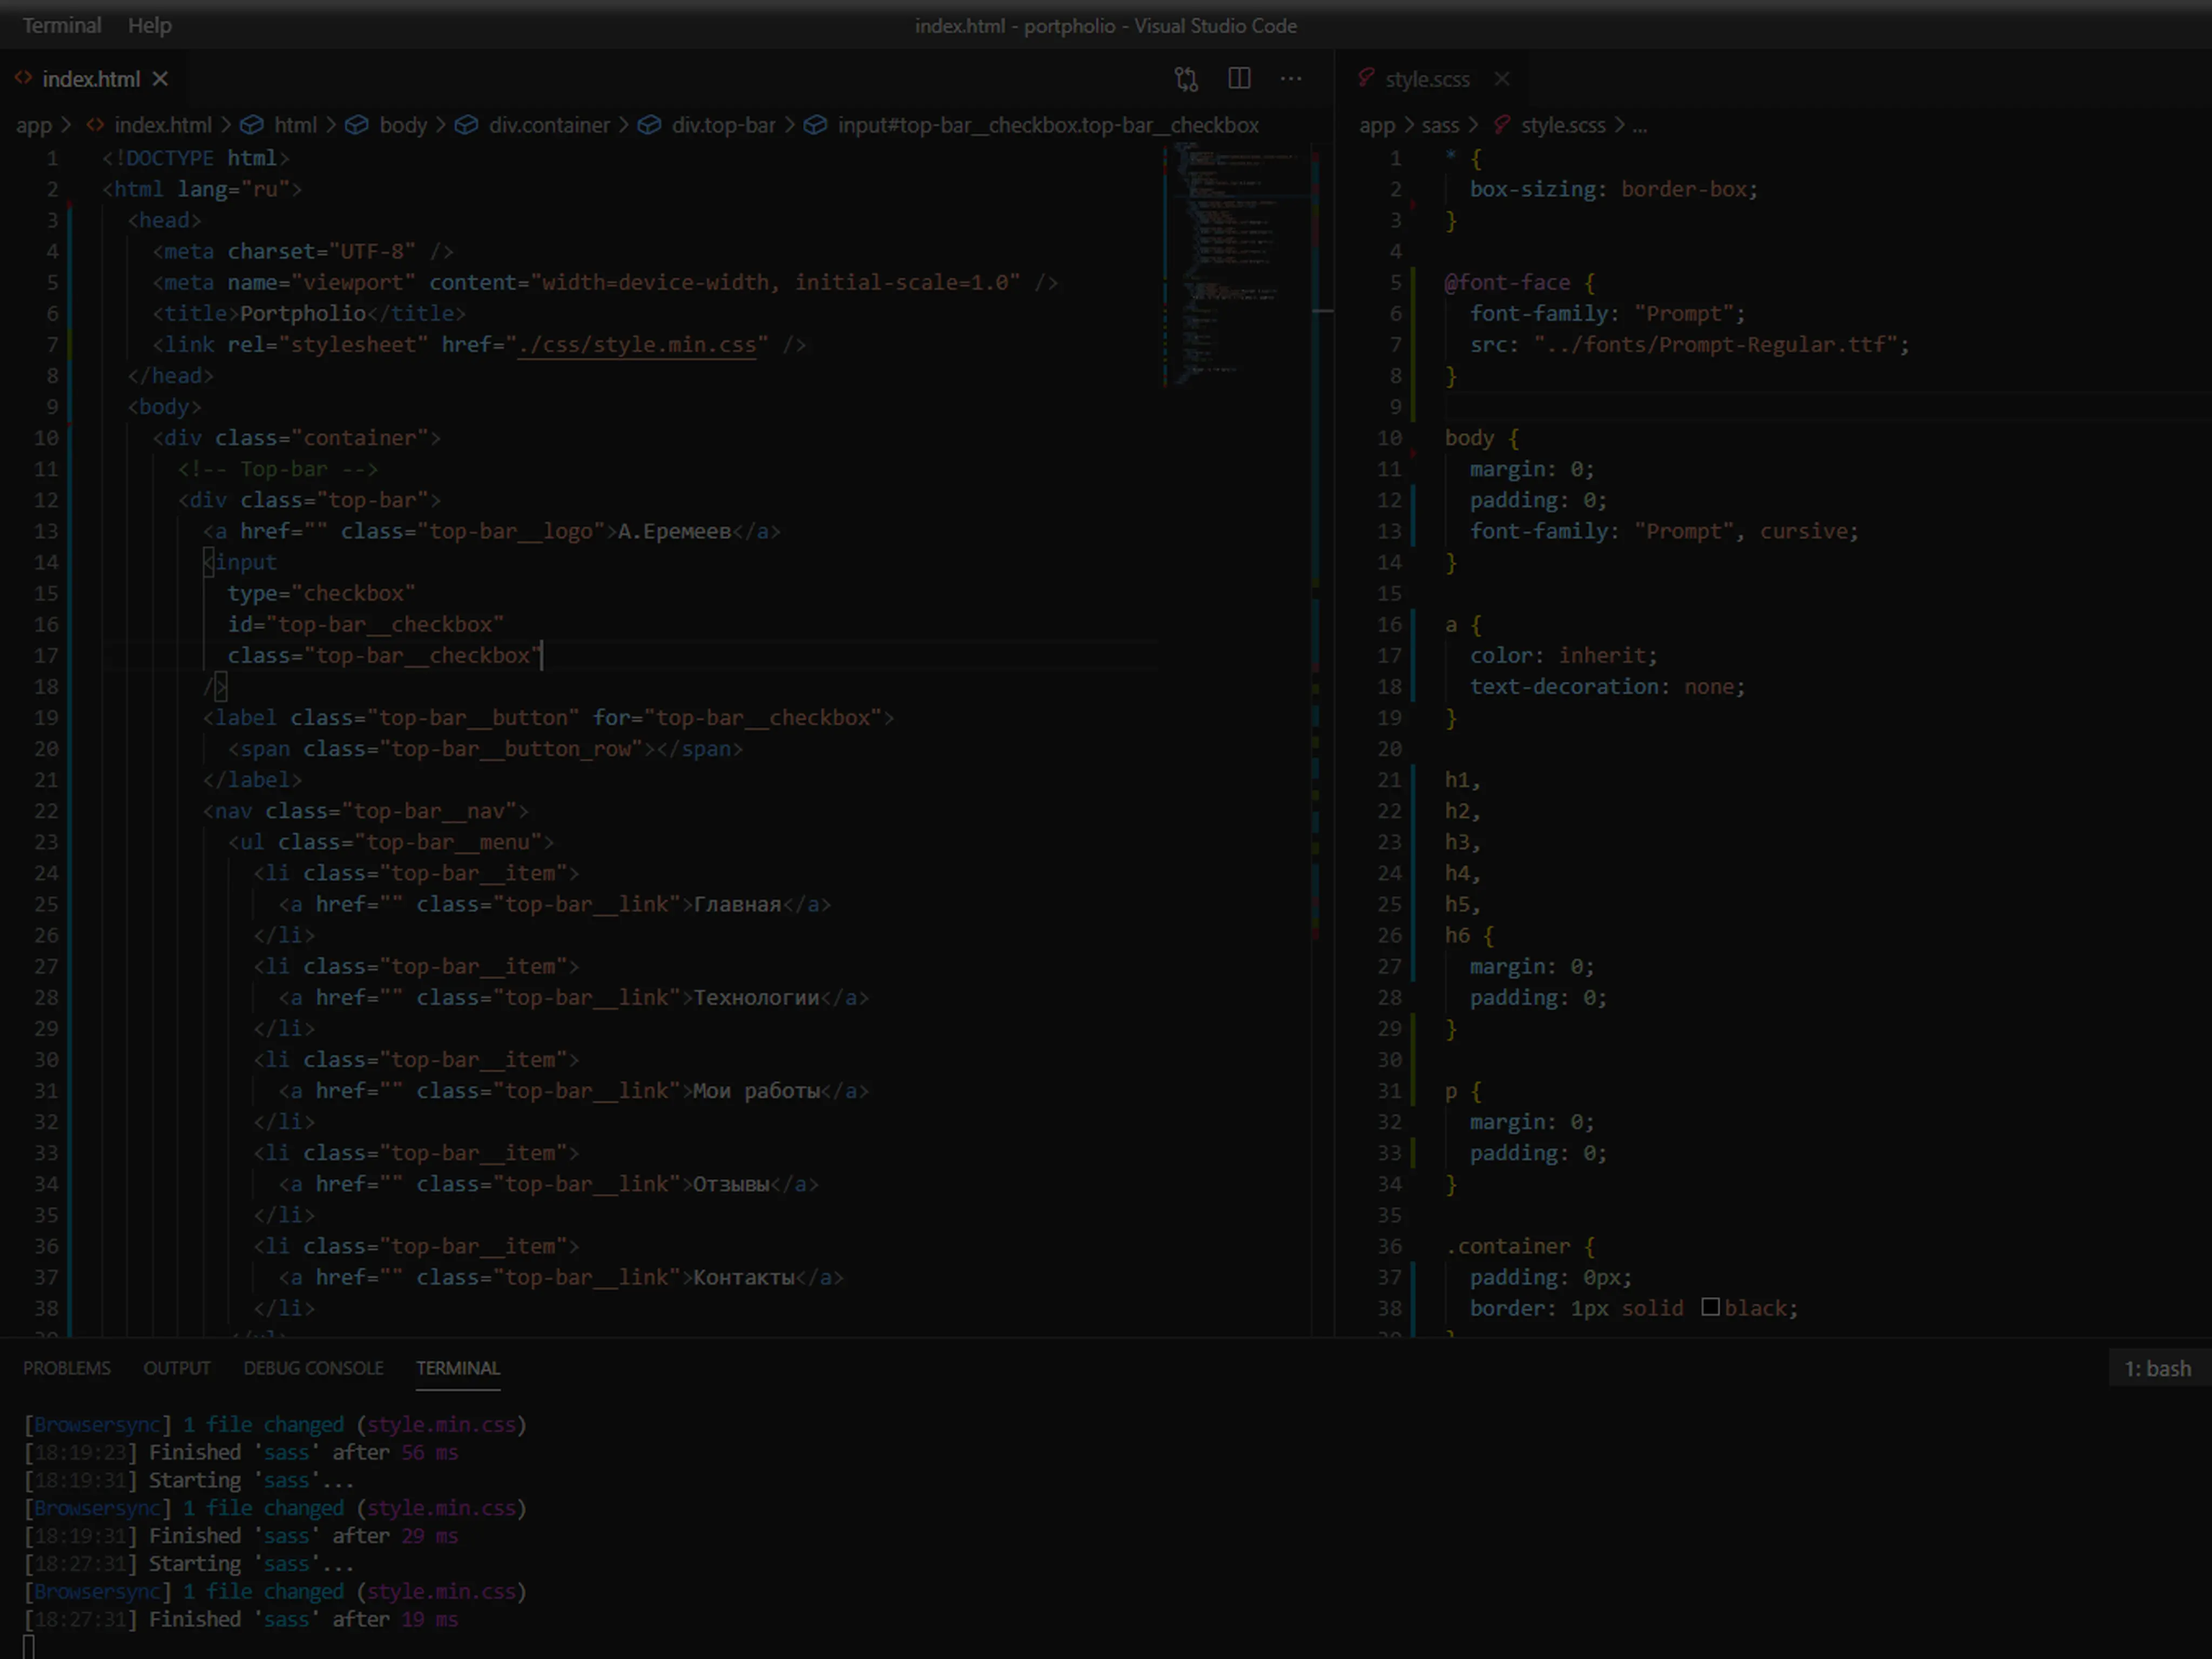 Terminal Help
index.html - portpholio - Visual Studio Code
index.html
app > index.html > html > body > div.container > div.top-bar > input#top-bar__checkbox.top-bar__checkbox
1 <!DOCTYPE html>
2 <html lang="ru">
3 <head>
4 <meta charset="UTF-8" />
5 <meta name="viewport" content="width=device-width, initial-scale=1.0" />
6 <title>Portpholio</title>
7 <link rel="stylesheet" href="./css/style.min.css" />
8 </head>
9 <body>
10 <div class="container">
11 <!-- Top-bar -->
12 <div class="top-bar">
13 <a href="" class="top-bar__logo">А.Еремеев</a>
14 <input
15 type="checkbox"
16 id="top-bar__checkbox"
17 class="top-bar__checkbox"
18 />
19 <label class="top-bar__button" for="top-bar__checkbox">
20 <span class="top-bar__button_row"></span>
21 </label>
22 <nav class="top-bar__nav">
23 <ul class="top-bar__menu">
24 <li class="top-bar__item">
25 <a href="" class="top-bar__link">Главная</a>
26 </li>
27 <li class="top-bar__item">
28 <a href="" class="top-bar__link">Технологии</a>
29 </li>
30 <li class="top-bar__item">
31 <a href="" class="top-bar__link">Мои работы</a>
32 </li>
33 <li class="top-bar__item">
34 <a href="" class="top-bar__link">Отзывы</a>
35 </li>
36 <li class="top-bar__item">
37 <a href="" class="top-bar__link">Контакты</a>
38 </li>
style.scss
app > sass > style.scss > ...
1 * {
2 box-sizing: border-box;
3 }
4
5 @font-face {
6 font-family: "Prompt";
7 src: "../fonts/Prompt-Regular.ttf";
8 }
9
10 body {
11 margin: 0;
12 padding: 0;
13 font-family: "Prompt", cursive;
14 }
15
16 a {
17 color: inherit;
18 text-decoration: none;
19 }
20
21 h1,
22 h2,
23 h3,
24 h4,
25 h5,
26 h6 {
27 margin: 0;
28 padding: 0;
29 }
30
31 p {
32 margin: 0;
33 padding: 0;
34 }
35
36 .container {
37 padding: 0px;
38 border: 1px solid black;
PROBLEMS OUTPUT DEBUG CONSOLE TERMINAL
1: bash
[Browsersync] 1 file changed (style.min.css)
[18:19:23] Finished 'sass' after 56 ms
[18:19:31] Starting 'sass'...
[Browsersync] 1 file changed (style.min.css)
[18:19:31] Finished 'sass' after 29 ms
[18:27:31] Starting 'sass'...
[Browsersync] 1 file changed (style.min.css)
[18:27:31] Finished 'sass' after 19 ms